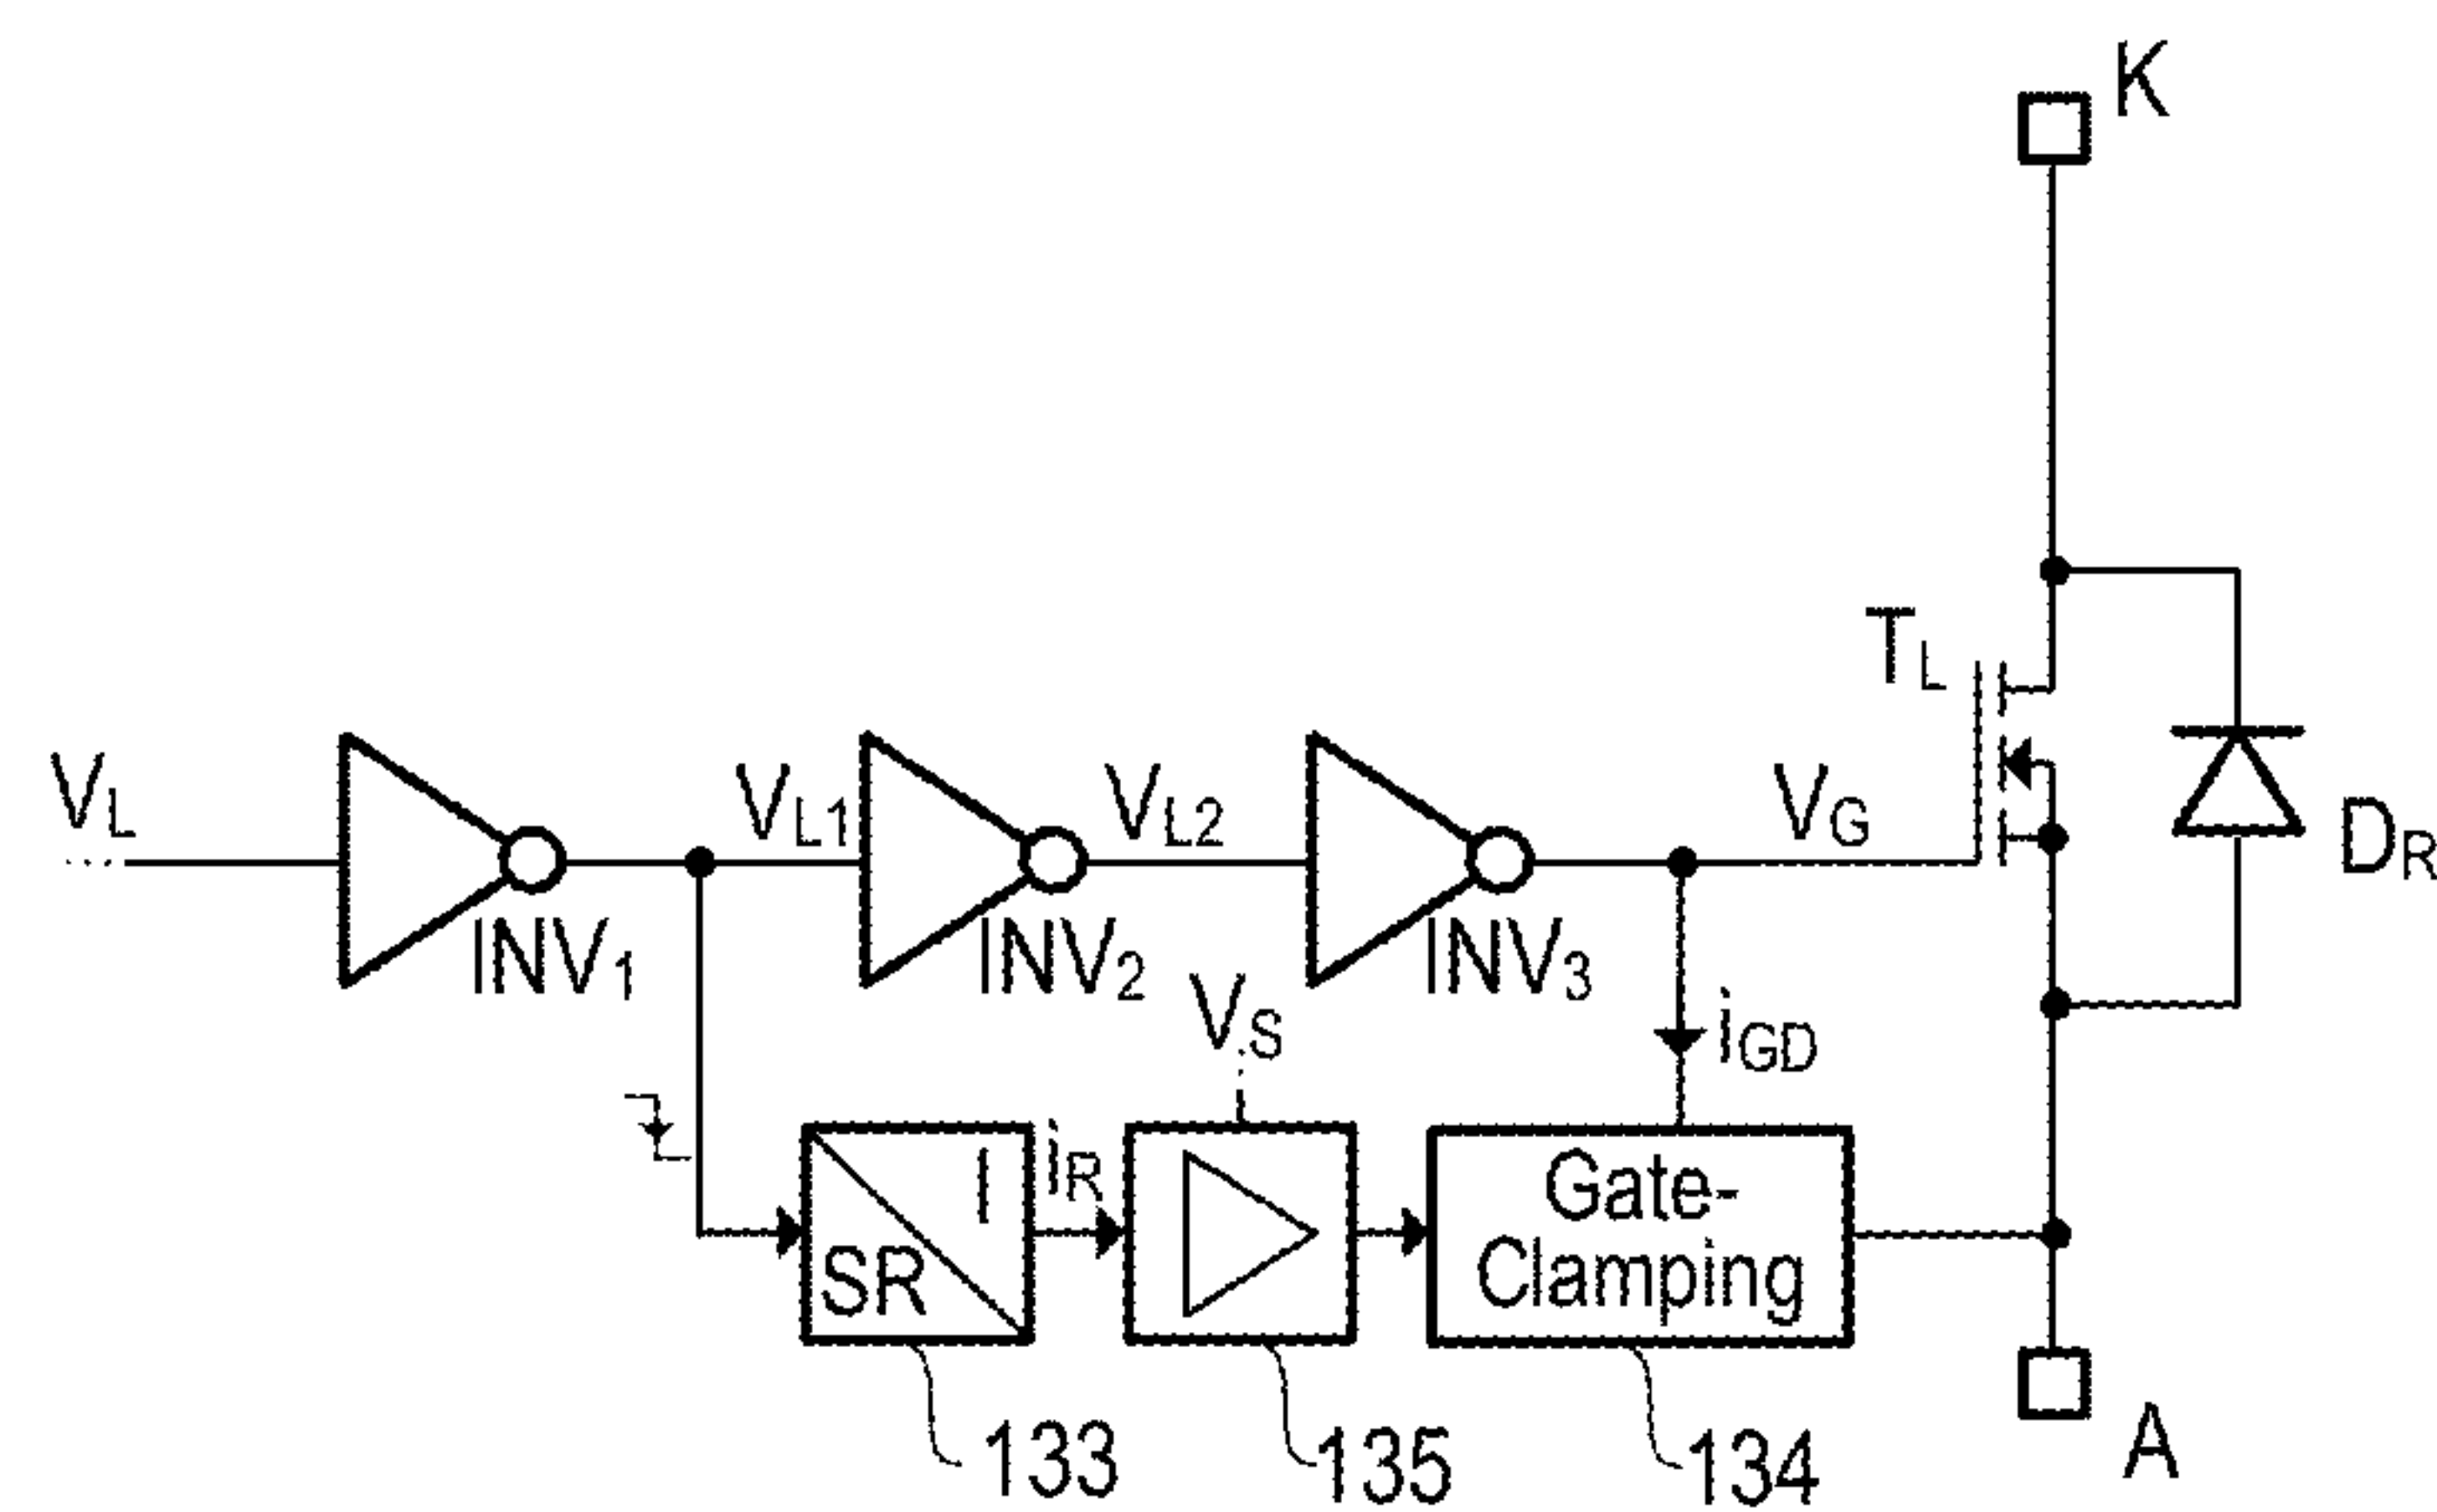 K
T_L
V_L
V_L1
V_L2
V_G
D_R
INV_1
INV_2
INV_3
V_S
i_GD
SR
I
i_R
Gate-
Clamping
133
135
134
A